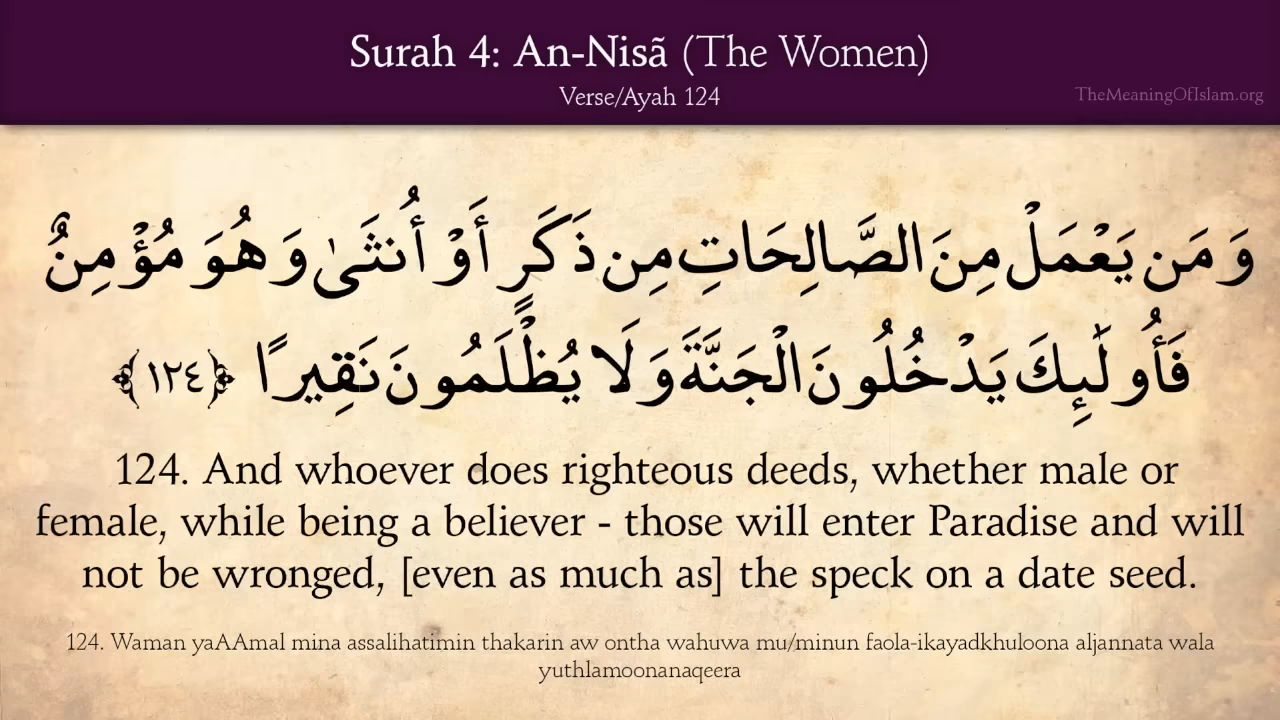 Surah 4: An-Nisã (The Women)
Verse/Ayah 124
TheMeaningOfIslam.org
وَمَن يَعْمَلْ مِنَ الصَّالِحَاتِ مِن ذَكَرٍ أَوْ أُنثَىٰ وَهُوَ مُؤْمِنٌ
فَأُولَٰئِكَ يَدْخُلُونَ الْجَنَّةَ وَلَا يُظْلَمُونَ نَقِيرًا ﴿١٢٤﴾
124. And whoever does righteous deeds, whether male or
female, while being a believer - those will enter Paradise and will
not be wronged, [even as much as] the speck on a date seed.
124. Waman yaAAmal mina assalihatimin thakarin aw ontha wahuwa mu/minun faola-ikayadkhuloona aljannata wala
yuthlamoonanaqeera